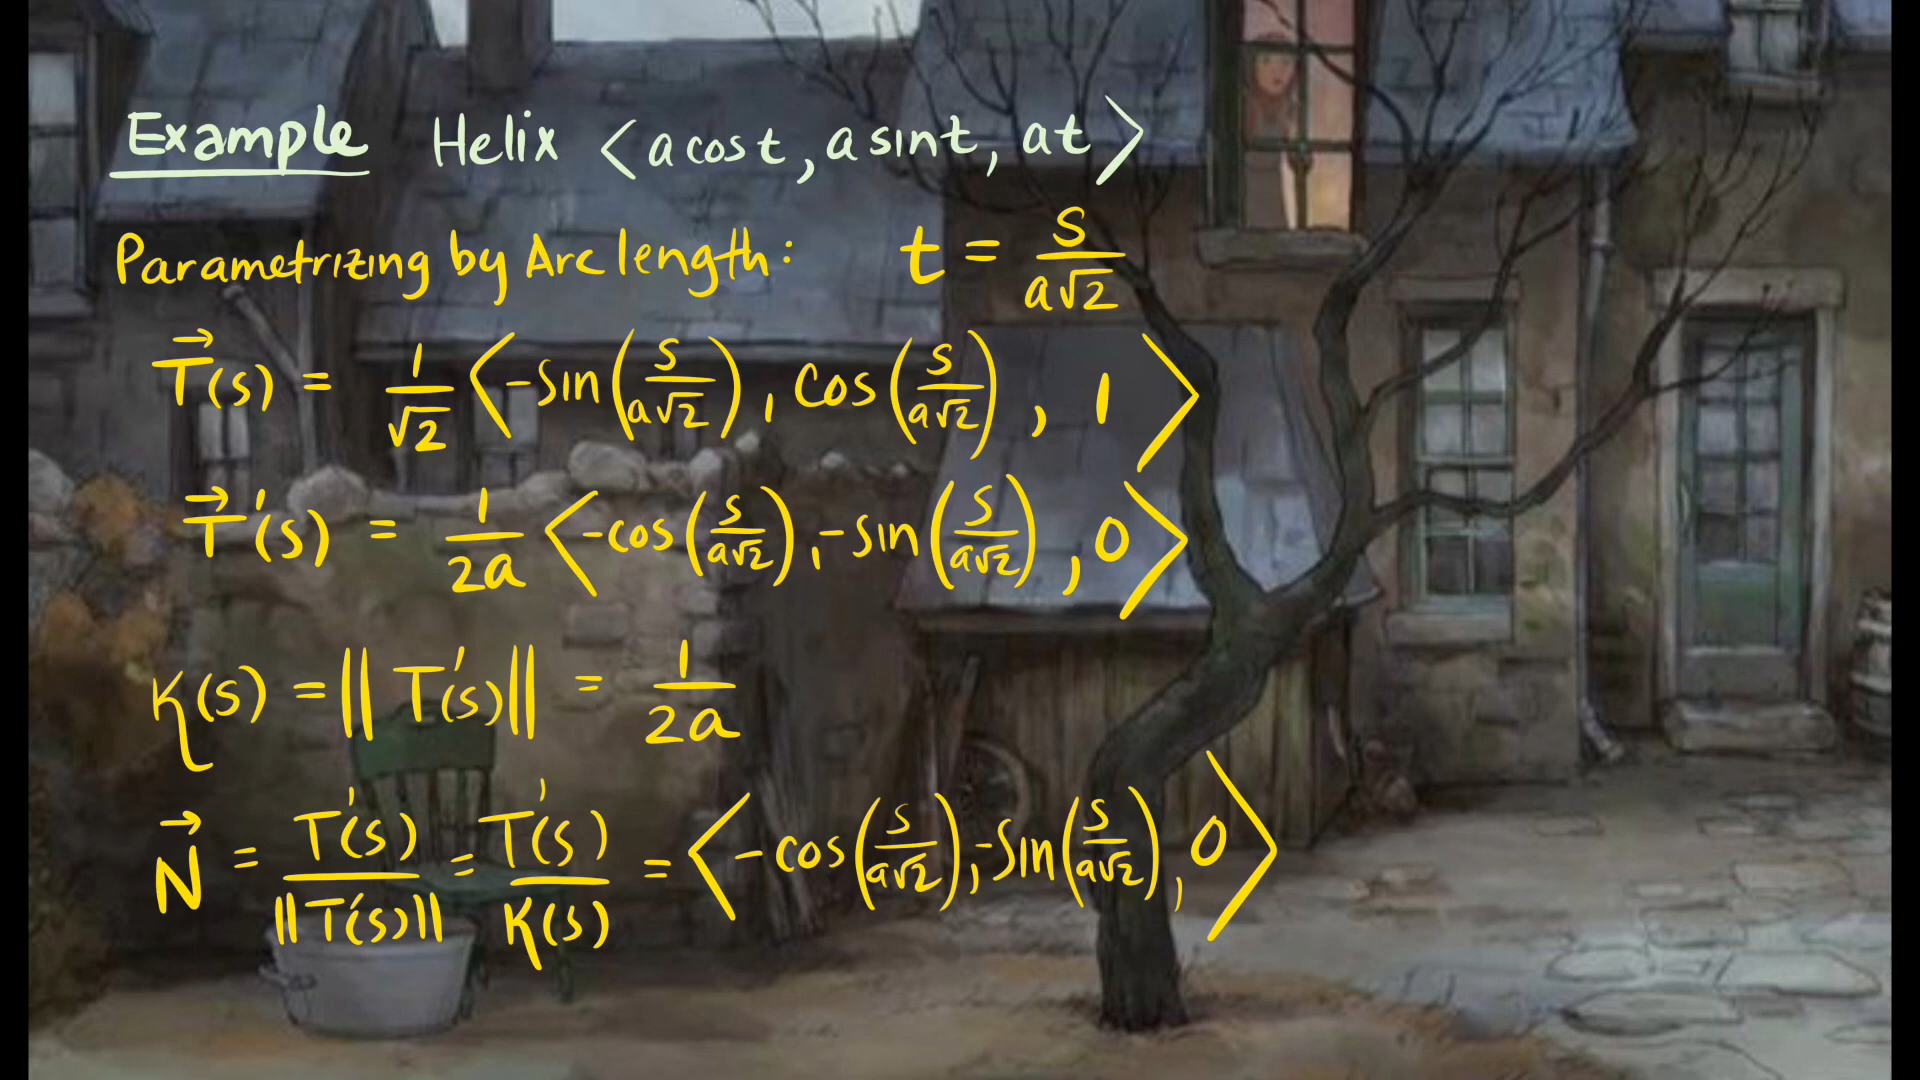 Example Helix < a cos t, a sin t, at >
Parametrizing by Arc length: t = s/(a√2)
T⃗(s) = 1/√2 < -sin(s/(a√2)), cos(s/(a√2)), 1 >
T⃗'(s) = 1/(2a) < -cos(s/(a√2)), -sin(s/(a√2)), 0 >
K(s) = || T'(s) || = 1/(2a)
N⃗ = T'(s)/||T'(s)|| = T'(s)/K(s) = < -cos(s/(a√2)), -sin(s/(a√2)), 0 >